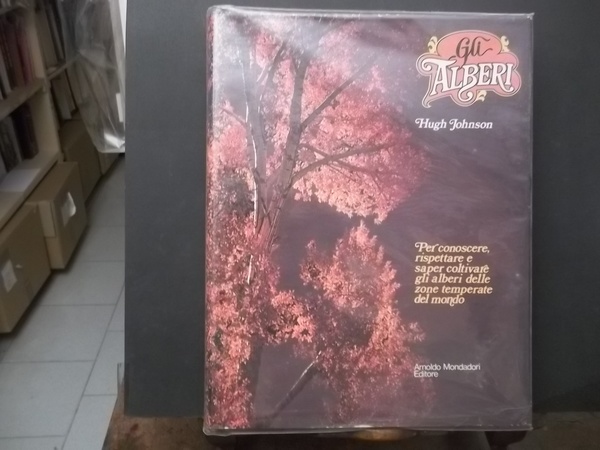 Gli
ALBERI
Hugh Johnson
Per conoscere,
rispettare e
saper coltivare
gli alberi delle
zone temperate
del mondo
Arnoldo Mondadori
Editore